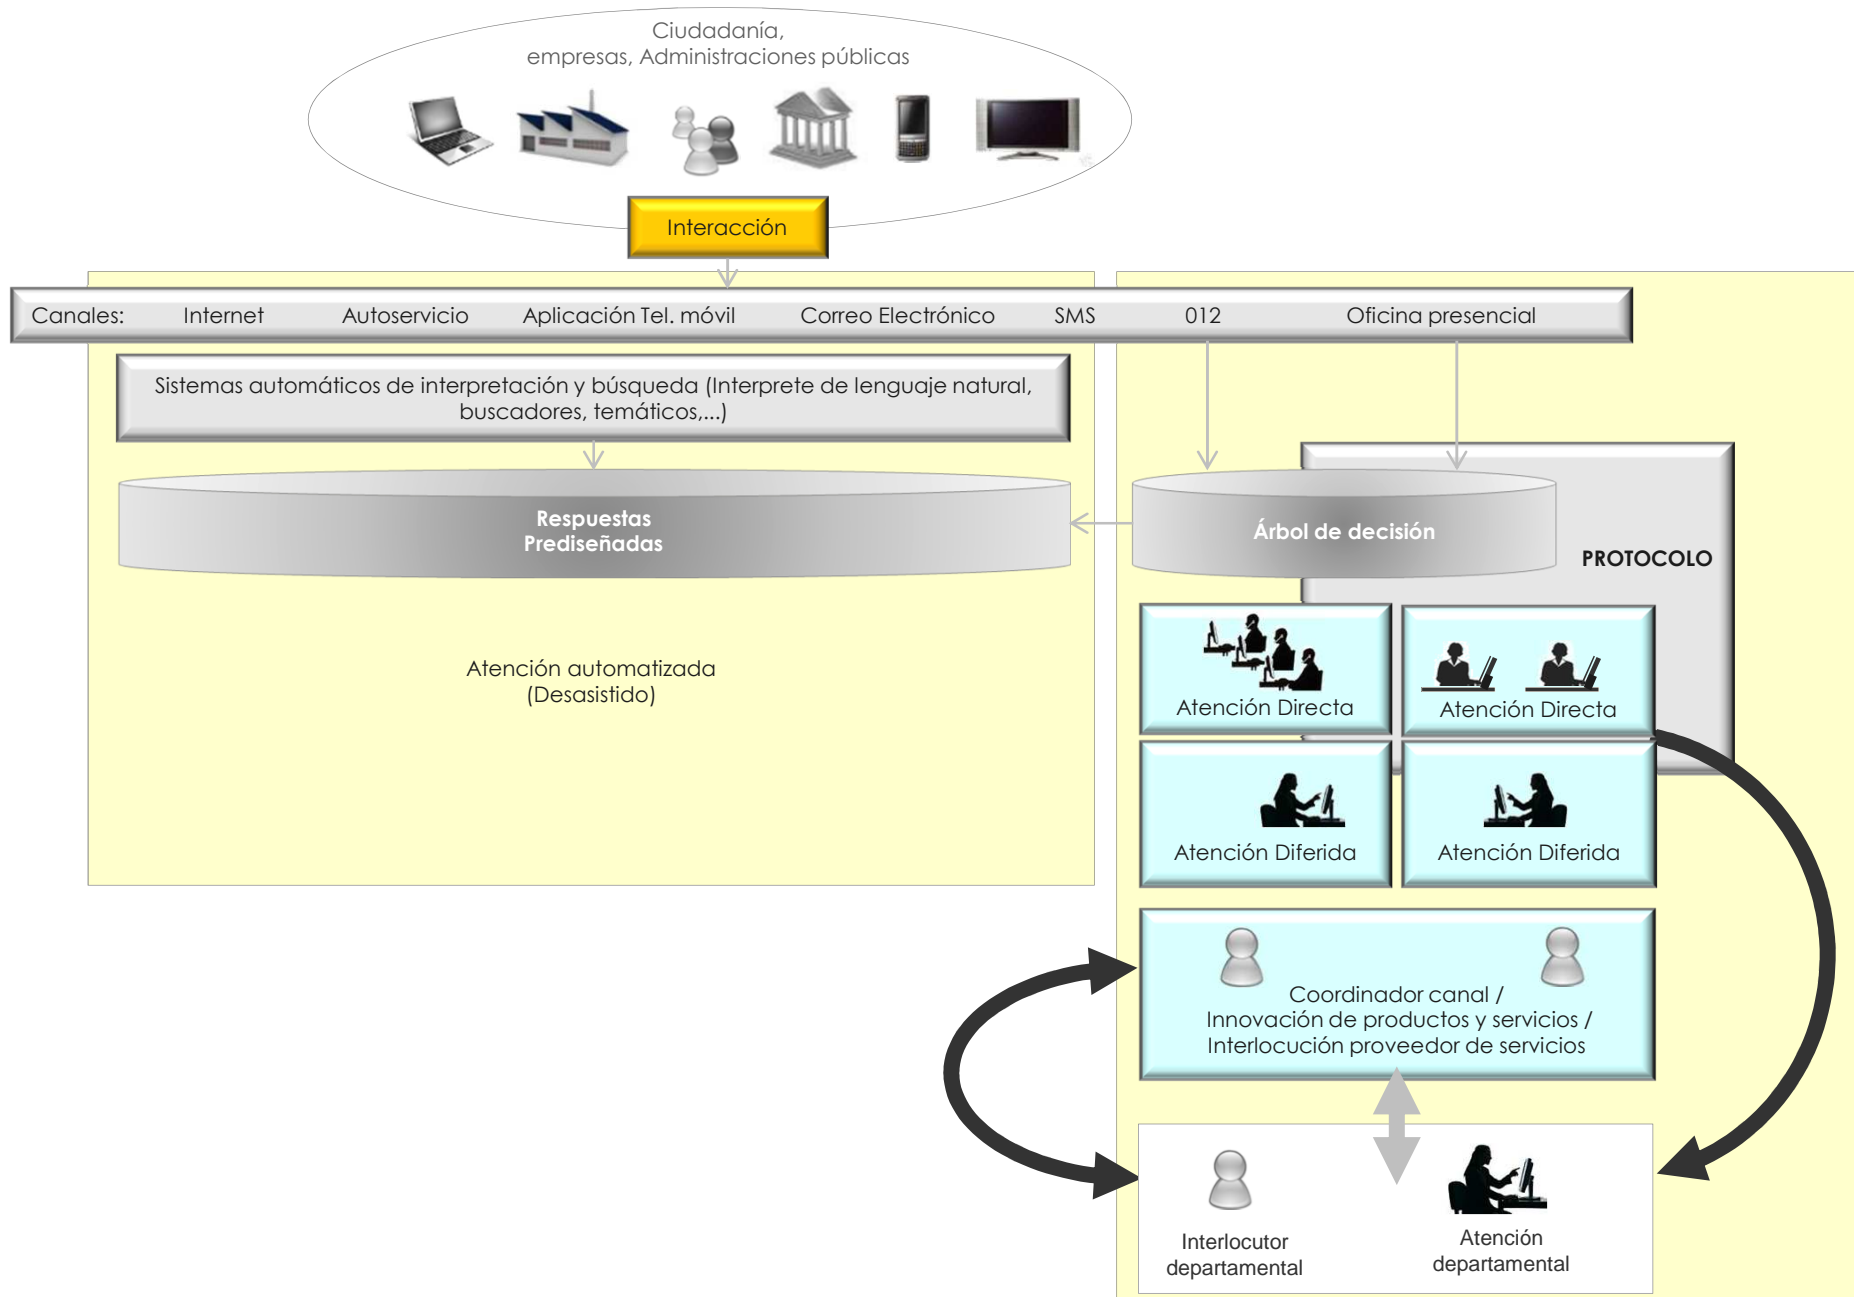 Ciudadanía,
empresas, Administraciones públicas
Interacción
Canales: Internet Autoservicio Aplicación Tel. móvil Correo Electrónico SMS 012 Oficina presencial
Sistemas automáticos de interpretación y búsqueda (Interprete de lenguaje natural,
buscadores, temáticos,...)
Respuestas
Prediseñadas
Árbol de decisión
PROTOCOLO
Atención automatizada
(Desasistido)
Atención Directa
Atención Directa
Atención Diferida
Atención Diferida
Coordinador canal /
Innovación de productos y servicios /
Interlocución proveedor de servicios
Interlocutor
departamental
Atención
departamental